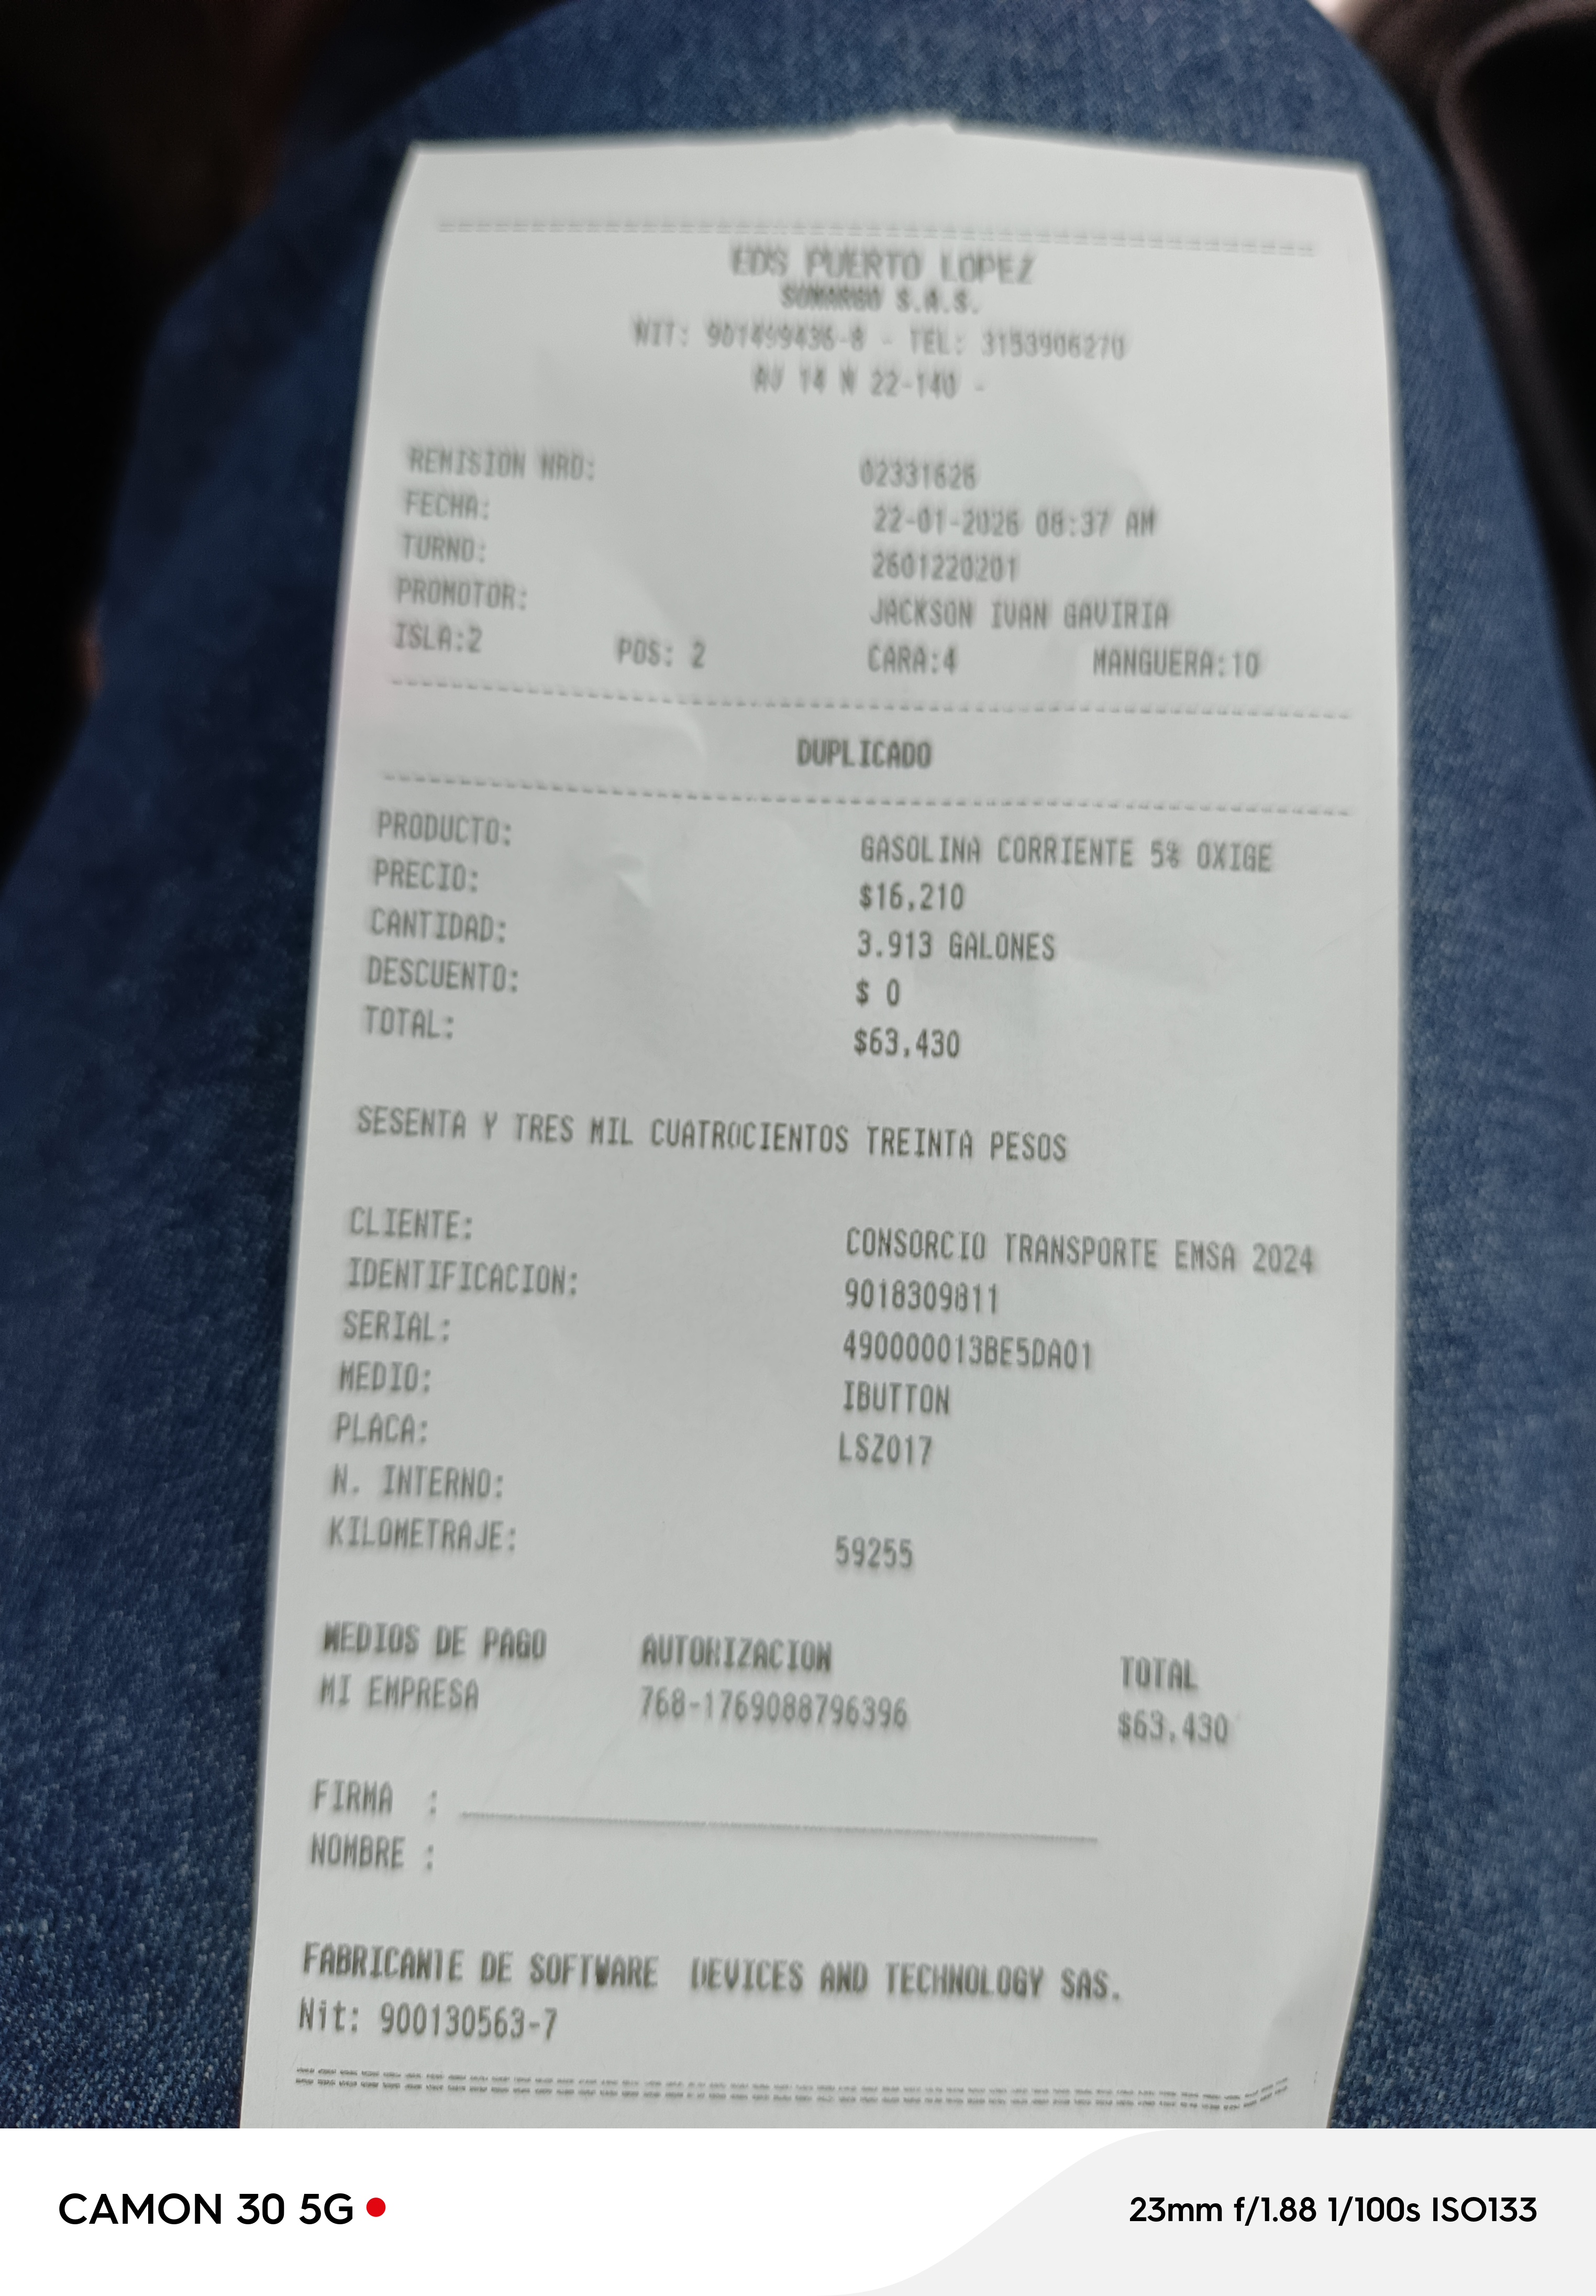 EDS PUERTO LOPEZ
SOMARGO S.A.S.
NIT: 901499436-8 - TEL: 3153906270
AV 14 N 22-140 -
REMISION NRO: 02331626
FECHA: 22-01-2026 08:37 AM
TURNO: 2601220201
PROMOTOR: JACKSON IVAN GAVIRIA
ISLA:2 POS: 2 CARA:4 MANGUERA:10
DUPLICADO
PRODUCTO: GASOLINA CORRIENTE 5% OXIGE
PRECIO: $16,210
CANTIDAD: 3.913 GALONES
DESCUENTO: $ 0
TOTAL: $63,430
SESENTA Y TRES MIL CUATROCIENTOS TREINTA PESOS
CLIENTE: CONSORCIO TRANSPORTE EMSA 2024
IDENTIFICACION: 9018309811
SERIAL: 490000013BE5DA01
MEDIO: IBUTTON
PLACA: LSZ017
N. INTERNO:
KILOMETRAJE: 59255
MEDIOS DE PAGO AUTORIZACION TOTAL
MI EMPRESA 768-1769088796396 $63,430
FIRMA :
NOMBRE :
FABRICANTE DE SOFTWARE DEVICES AND TECHNOLOGY SAS.
Nit: 900130563-7
CAMON 30 5G
23mm f/1.88 1/100s ISO133